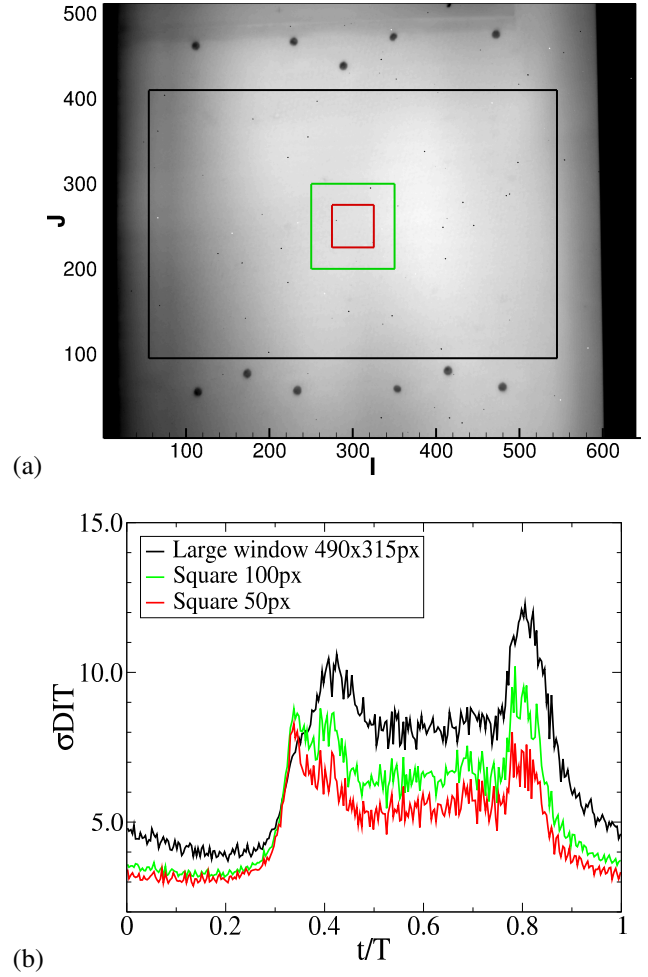 500
400
300
200
100
J
100 200 300 400 500 600
I
(a)
15.0
10.0
5.0
σDIT
Large window 490x315px
Square 100px
Square 50px
0 0.2 0.4 0.6 0.8 1
t/T
(b)